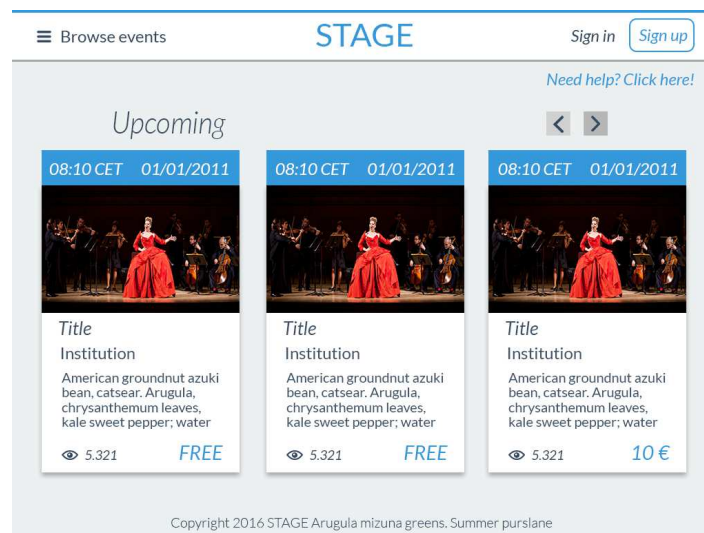 Browse events
STAGE
Sign in
Sign up
Need help? Click here!
Upcoming
08:10 CET 01/01/2011
Title
Institution
American groundnut azuki
bean, catsear. Arugula,
chrysanthemum leaves,
kale sweet pepper; water
5.321
FREE
08:10 CET 01/01/2011
Title
Institution
American groundnut azuki
bean, catsear. Arugula,
chrysanthemum leaves,
kale sweet pepper; water
5.321
FREE
08:10 CET 01/01/2011
Title
Institution
American groundnut azuki
bean, catsear. Arugula,
chrysanthemum leaves,
kale sweet pepper; water
5.321
10 €
Copyright 2016 STAGE Arugula mizuna greens. Summer purslane